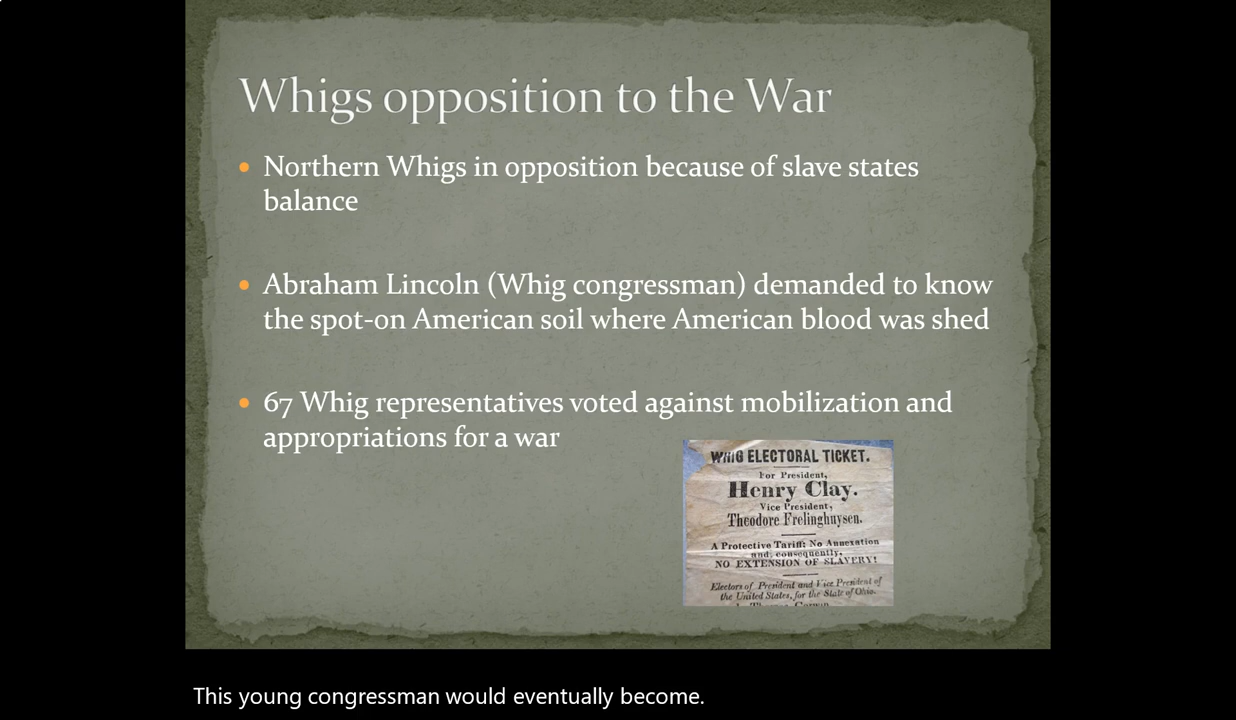 Whigs opposition to the War
Northern Whigs in opposition because of slave states
balance
Abraham Lincoln (Whig congressman) demanded to know
the spot-on American soil where American blood was shed
67 Whig representatives voted against mobilization and
appropriations for a war
WHIG ELECTORAL TICKET.
For President,
Henry Clay.
Vice President,
Theodore Frelinghuysen.
A Protective Tariff: No Annexation
and, consequently,
NO EXTENSION OF SLAVERY!
Electors of President and Vice President of
the United States, for the State of Ohio.
This young congressman would eventually become.